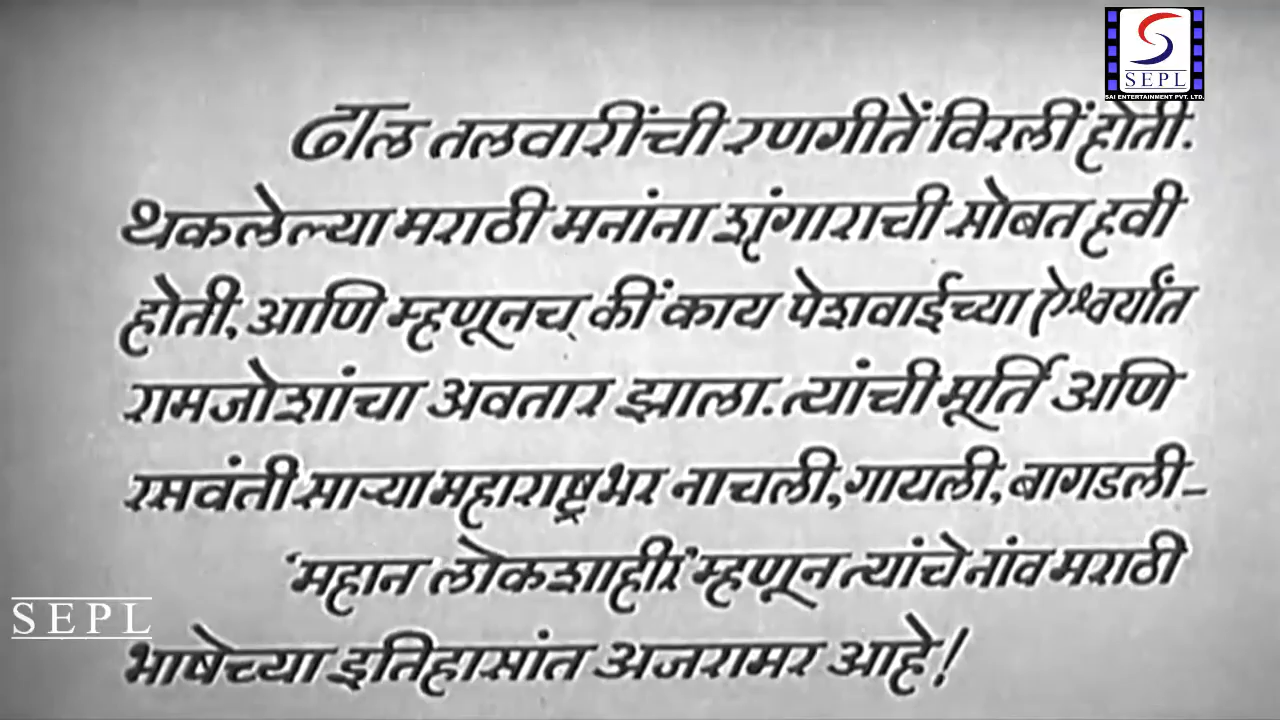 SEPL
SAI ENTERTAINMENT PVT. LTD.
ढाल तलवारींची रणगीतें विरलीं होती.
थकलेल्या मराठी मनांना शृंगाराची सोबत हवी
होती, आणि म्हणूनच् कीं काय पेशवाईच्या ऐश्वर्यांत
रामजोशांचा अवतार झाला. त्यांची मूर्ति अणि
रसवंती साऱ्या महाराष्ट्रभर नाचली, गायली, बागडली-
'महान लोकशाहीर' म्हणून त्यांचे नांव मराठी
SEPL
भाषेच्या इतिहासांत अजरामर आहे!